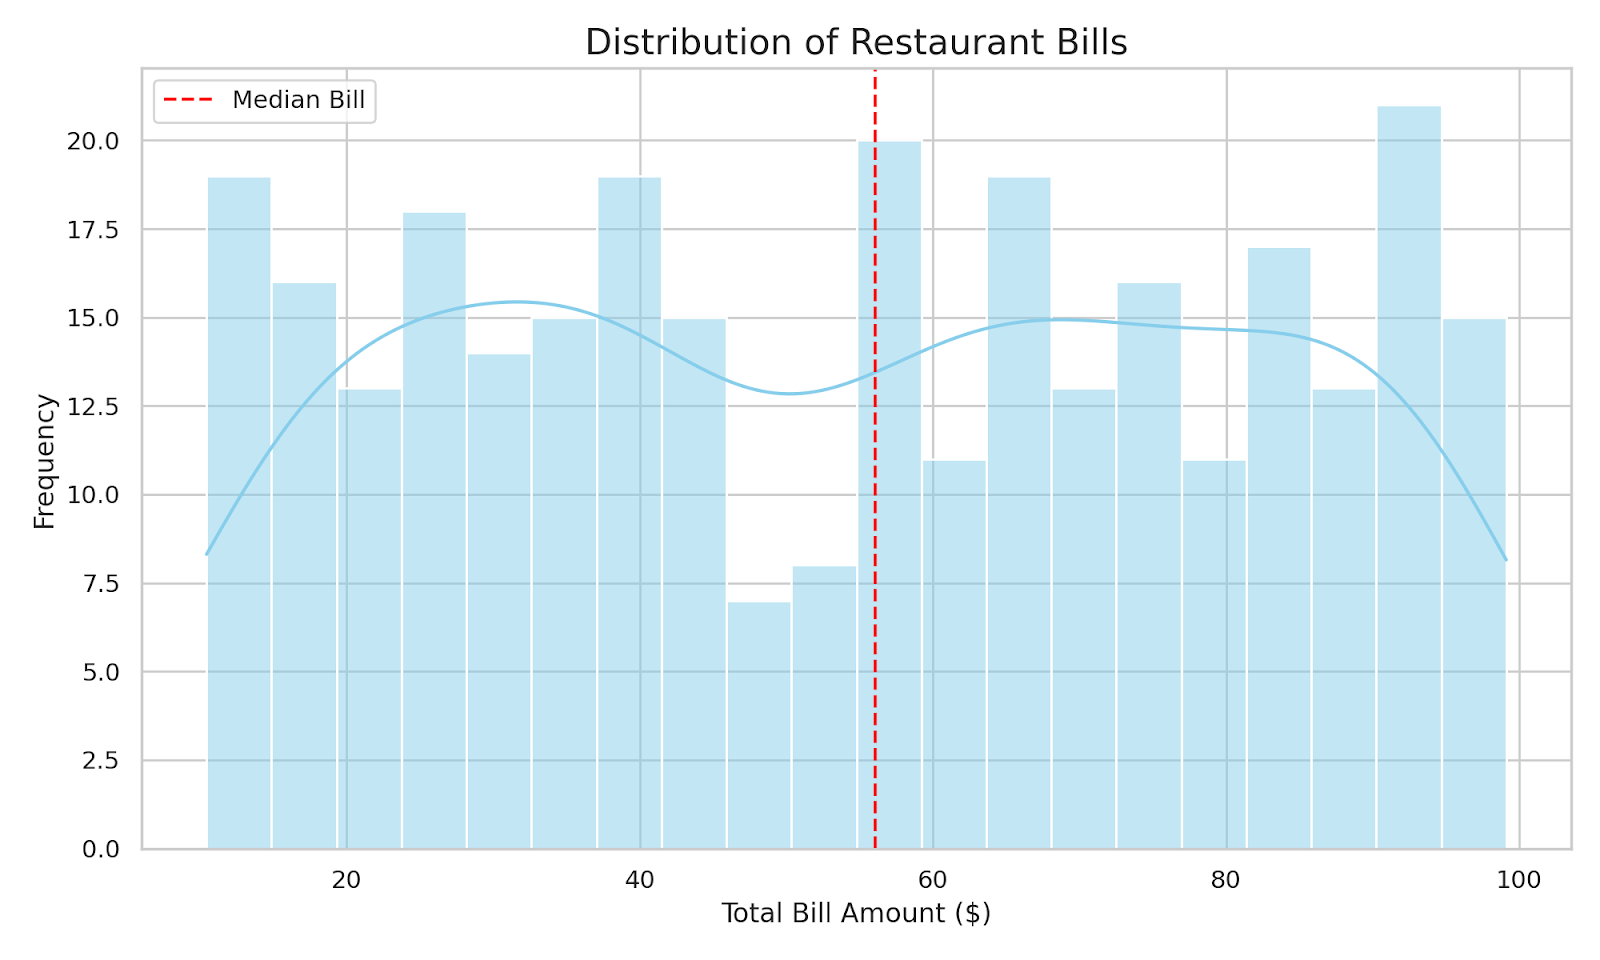 Distribution of Restaurant Bills
Median Bill
20.0
17.5
15.0
12.5
10.0
7.5
5.0
2.5
0.0
Frequency
20 40 60 80 100
Total Bill Amount ($)